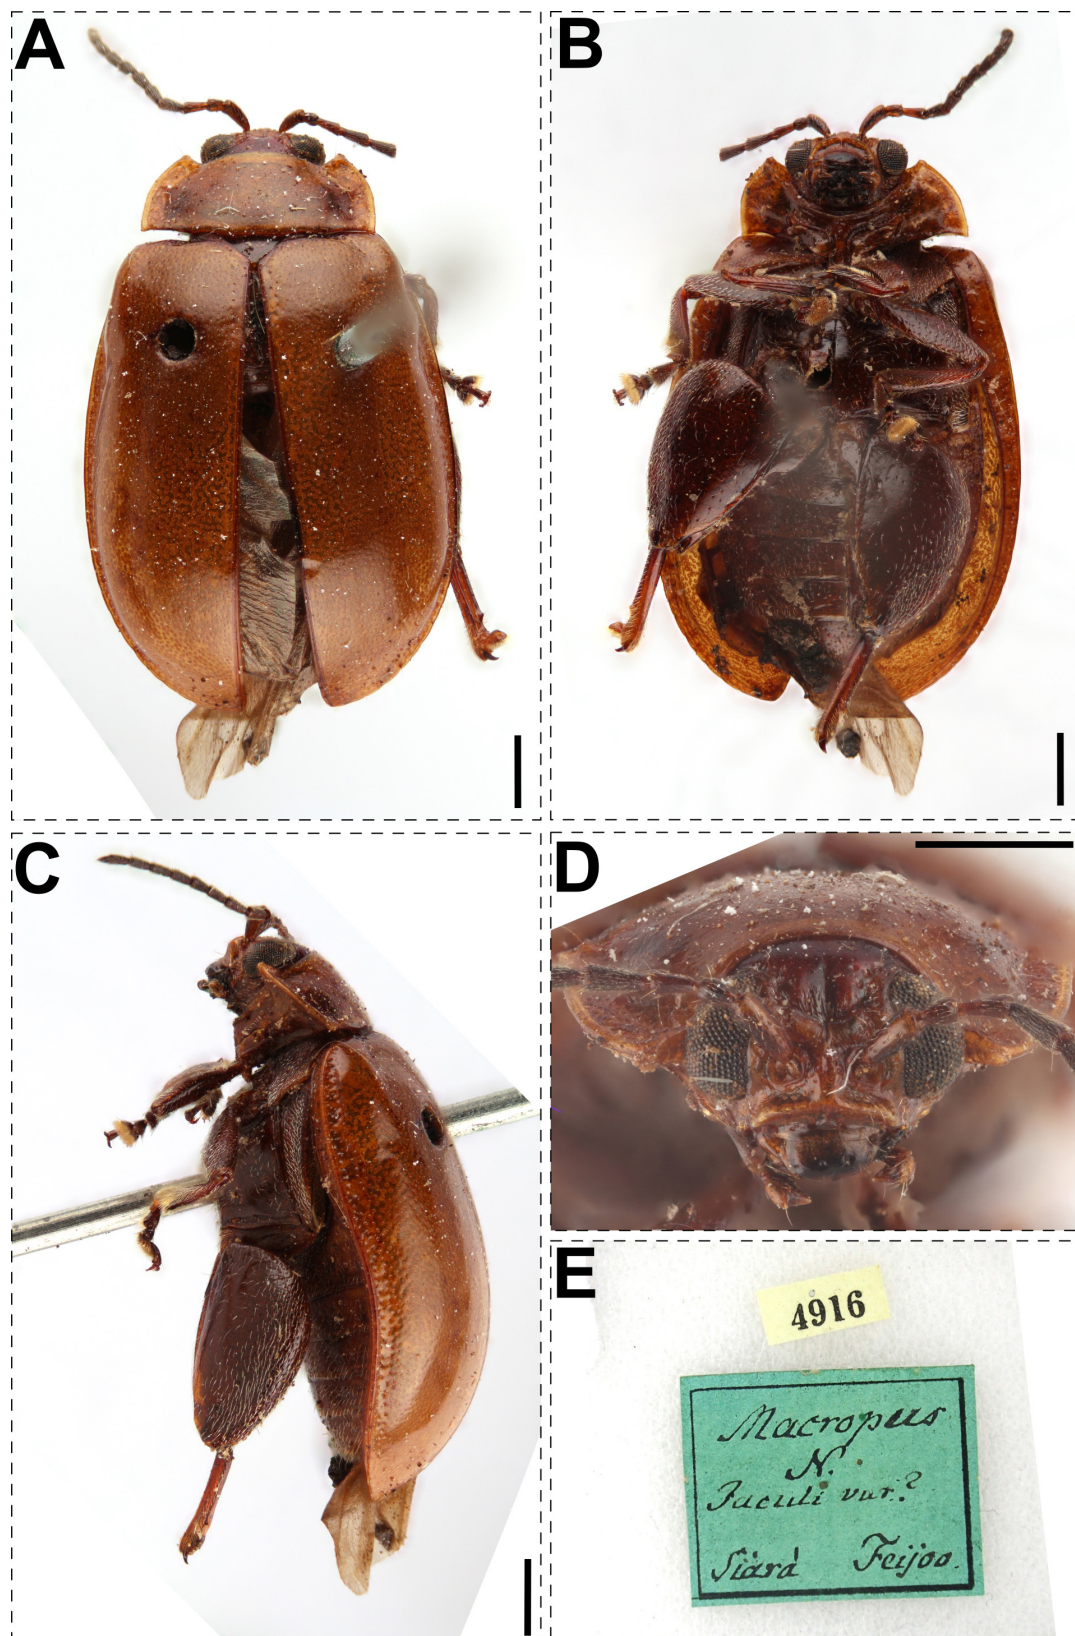 A
B
C
D
E
4916
Macropus
N.
Jaculi var.?
Siará Feijoo.